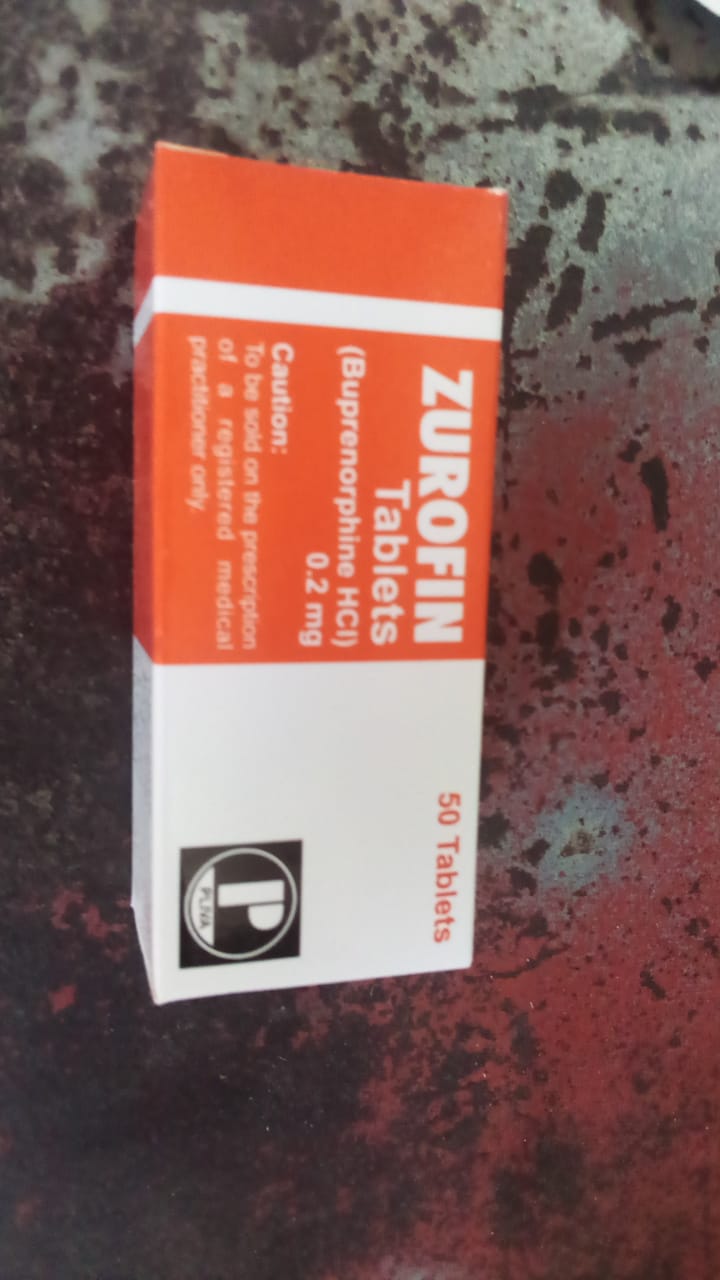 ZUROFIN
Tablets
(Buprenorphine HCl)
0.2 mg
Caution:
To be sold on the prescription
of a registered medical
practitioner only.
50 Tablets
P
PLIVA